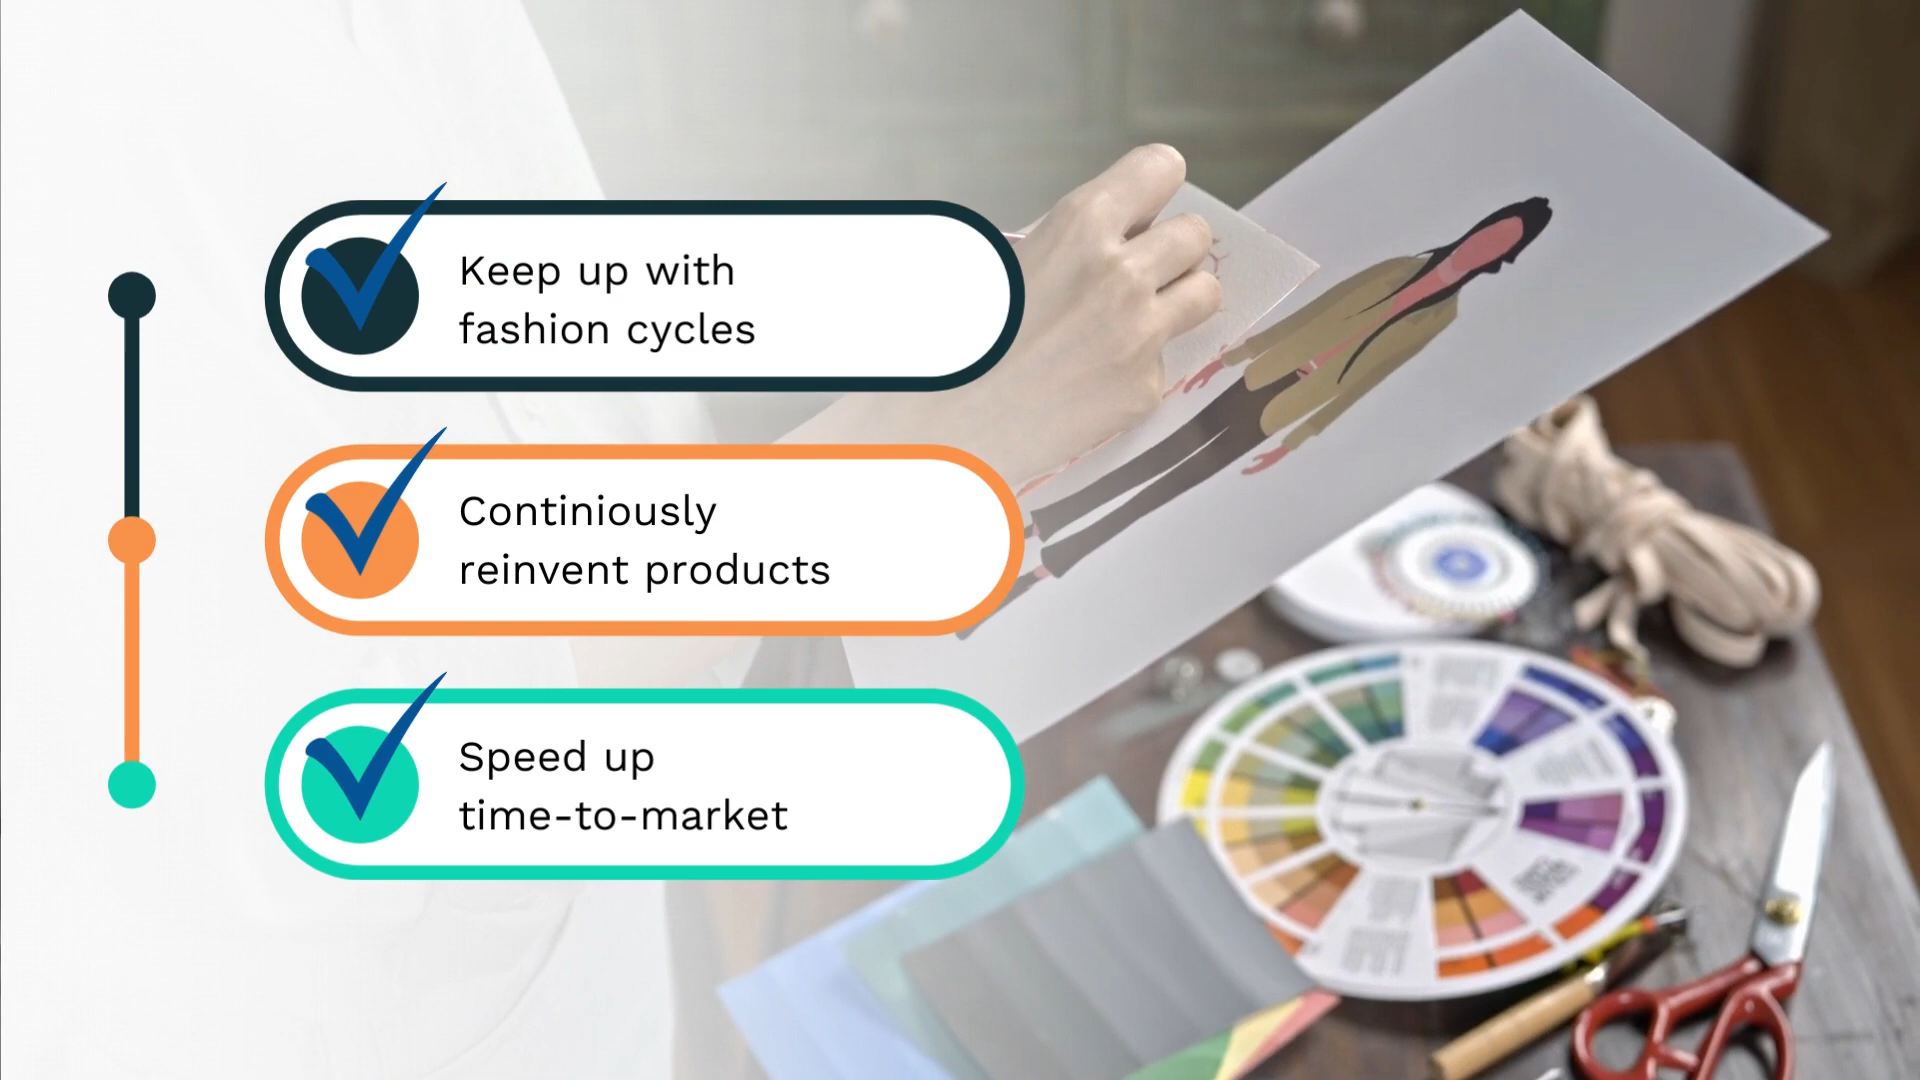 Keep up with
fashion cycles
Continiously
reinvent products
Speed up
time-to-market